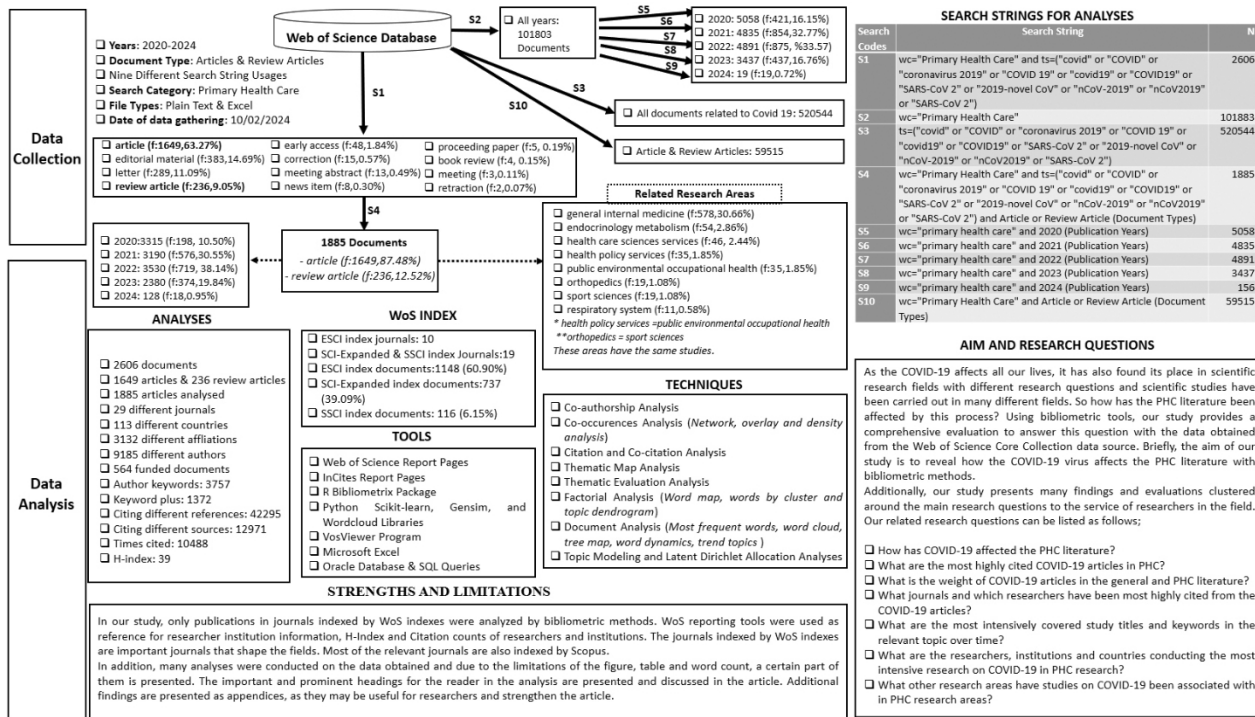 Data
Collection
Data
Analysis
Web of Science Database
❑ Years: 2020-2024
❑ Document Type: Articles & Review Articles
❑ Nine Different Search String Usages
❑ Search Category: Primary Health Care
❑ File Types: Plain Text & Excel
❑ Date of data gathering: 10/02/2024
S2
❑ All years:
101803
Documents
S5
S6
S7
S8
S9
❑ 2020: 5058 (f:421,16.15%)
❑ 2021: 4835 (f:854,32.77%)
❑ 2022: 4891 (f:875, %33.57)
❑ 2023: 3437 (f:437,16.76%)
❑ 2024: 19 (f:19,0.72%)
S1
S3
S10
❑ All documents related to Covid 19: 520544
❑ Article & Review Articles: 59515
❑ article (f:1649,63.27%)
❑ editorial material (f:383,14.69%)
❑ letter (f:289,11.09%)
❑ review article (f:236,9.05%)
❑ early access (f:48,1.84%)
❑ correction (f:15,0.57%)
❑ meeting abstract (f:13,0.49%)
❑ news item (f:8,0.30%)
❑ proceeding paper (f:5, 0.19%)
❑ book review (f:4, 0.15%)
❑ meeting (f:3,0.11%)
❑ retraction (f:2,0.07%)
S4
❑ 2020:3315 (f:198, 10.50%)
❑ 2021: 3190 (f:576,30.55%)
❑ 2022: 3530 (f:719, 38.14%)
❑ 2023: 2380 (f:374,19.84%)
❑ 2024: 128 (f:18,0.95%)
1885 Documents
- article (f:1649,87.48%)
- review article (f:236,12.52%)
Related Research Areas
❑ general internal medicine (f:578,30.66%)
❑ endocrinology metabolism (f:54,2.86%)
❑ health care sciences services (f:46, 2.44%)
❑ health policy services (f:35,1.85%)
❑ public environmental occupational health (f:35,1.85%)
❑ orthopedics (f:19,1.08%)
❑ sport sciences (f:19,1.08%)
❑ respiratory system (f:11,0.58%)
* health policy services =public environmental occupational health
**orthopedics = sport sciences
These areas have the same studies.
ANALYSES
❑ 2606 documents
❑ 1649 articles & 236 review articles
❑ 1885 articles analysed
❑ 29 different journals
❑ 113 different countries
❑ 3132 different affliations
❑ 9185 different authors
❑ 564 funded documents
❑ Author keywords: 3757
❑ Keyword plus: 1372
❑ Citing different references: 42295
❑ Citing different sources: 12971
❑ Times cited: 10488
❑ H-index: 39
WoS INDEX
❑ ESCI index journals: 10
❑ SCI-Expanded & SSCI index Journals:19
❑ ESCI index documents:1148 (60.90%)
❑ SCI-Expanded index documents:737
(39.09%)
❑ SSCI index documents: 116 (6.15%)
TOOLS
❑ Web of Science Report Pages
❑ InCites Report Pages
❑ R Bibliometrix Package
❑ Python Scikit-learn, Gensim, and
Wordcloud Libraries
❑ VosViewer Program
❑ Microsoft Excel
❑ Oracle Database & SQL Queries
TECHNIQUES
❑ Co-authorship Analysis
❑ Co-occurences Analysis (Network, overlay and density
analysis)
❑ Citation and Co-citation Analysis
❑ Thematic Map Analysis
❑ Thematic Evaluation Analysis
❑ Factorial Analysis (Word map, words by cluster and
topic dendrogram)
❑ Document Analysis (Most frequent words, word cloud,
tree map, word dynamics, trend topics )
❑ Topic Modeling and Latent Dirichlet Allocation Analyses
STRENGTHS AND LIMITATIONS
In our study, only publications in journals indexed by WoS indexes were analyzed by bibliometric methods. WoS reporting tools were used as
reference for researcher institution information, H-Index and Citation counts of researchers and institutions. The journals indexed by WoS indexes
are important journals that shape the fields. Most of the relevant journals are also indexed by Scopus.
In addition, many analyses were conducted on the data obtained and due to the limitations of the figure, table and word count, a certain part of
them is presented. The important and prominent headings for the reader in the analysis are presented and discussed in the article. Additional
findings are presented as appendices, as they may be useful for researchers and strengthen the article.
SEARCH STRINGS FOR ANALYSES
Search Codes Search String N
S1 wc="Primary Health Care" and ts=("covid" or "COVID" or 2606
"coronavirus 2019" or "COVID 19" or "covid19" or "COVID19" or
"SARS-CoV 2" or "2019-novel CoV" or "nCoV-2019" or "nCoV2019"
or "SARS-CoV 2")
S2 wc="Primary Health Care" 101883
S3 ts=("covid" or "COVID" or "coronavirus 2019" or "COVID 19" or 520544
"covid19" or "COVID19" or "SARS-CoV 2" or "2019-novel CoV" or
"nCoV-2019" or "nCoV2019" or "SARS-CoV 2")
S4 wc="Primary Health Care" and ts=("covid" or "COVID" or 1885
"coronavirus 2019" or "COVID 19" or "covid19" or "COVID19" or
"SARS-CoV 2" or "2019-novel CoV" or "nCoV-2019" or "nCoV2019"
or "SARS-CoV 2") and Article or Review Article (Document Types)
S5 wc="primary health care" and 2020 (Publication Years) 5058
S6 wc="primary health care" and 2021 (Publication Years) 4835
S7 wc="primary health care" and 2022 (Publication Years) 4891
S8 wc="primary health care" and 2023 (Publication Years) 3437
S9 wc="primary health care" and 2024 (Publication Years) 156
S10 wc="Primary Health Care" and Article or Review Article (Document 59515
Types)
AIM AND RESEARCH QUESTIONS
As the COVID-19 affects all our lives, it has also found its place in scientific
research fields with different research questions and scientific studies have
been carried out in many different fields. So how has the PHC literature been
affected by this process? Using bibliometric tools, our study provides a
comprehensive evaluation to answer this question with the data obtained
from the Web of Science Core Collection data source. Briefly, the aim of our
study is to reveal how the COVID-19 virus affects the PHC literature with
bibliometric methods.
Additionally, our study presents many findings and evaluations clustered
around the main research questions to the service of researchers in the field.
Our related research questions can be listed as follows;
❑ How has COVID-19 affected the PHC literature?
❑ What are the most highly cited COVID-19 articles in PHC?
❑ What is the weight of COVID-19 articles in the general and PHC literature?
❑ What journals and which researchers have been most highly cited from the
COVID-19 articles?
❑ What are the most intensively covered study titles and keywords in the
relevant topic over time?
❑ What are the researchers, institutions and countries conducting the most
intensive research on COVID-19 in PHC research?
❑ What other research areas have studies on COVID-19 been associated with
in PHC research areas?